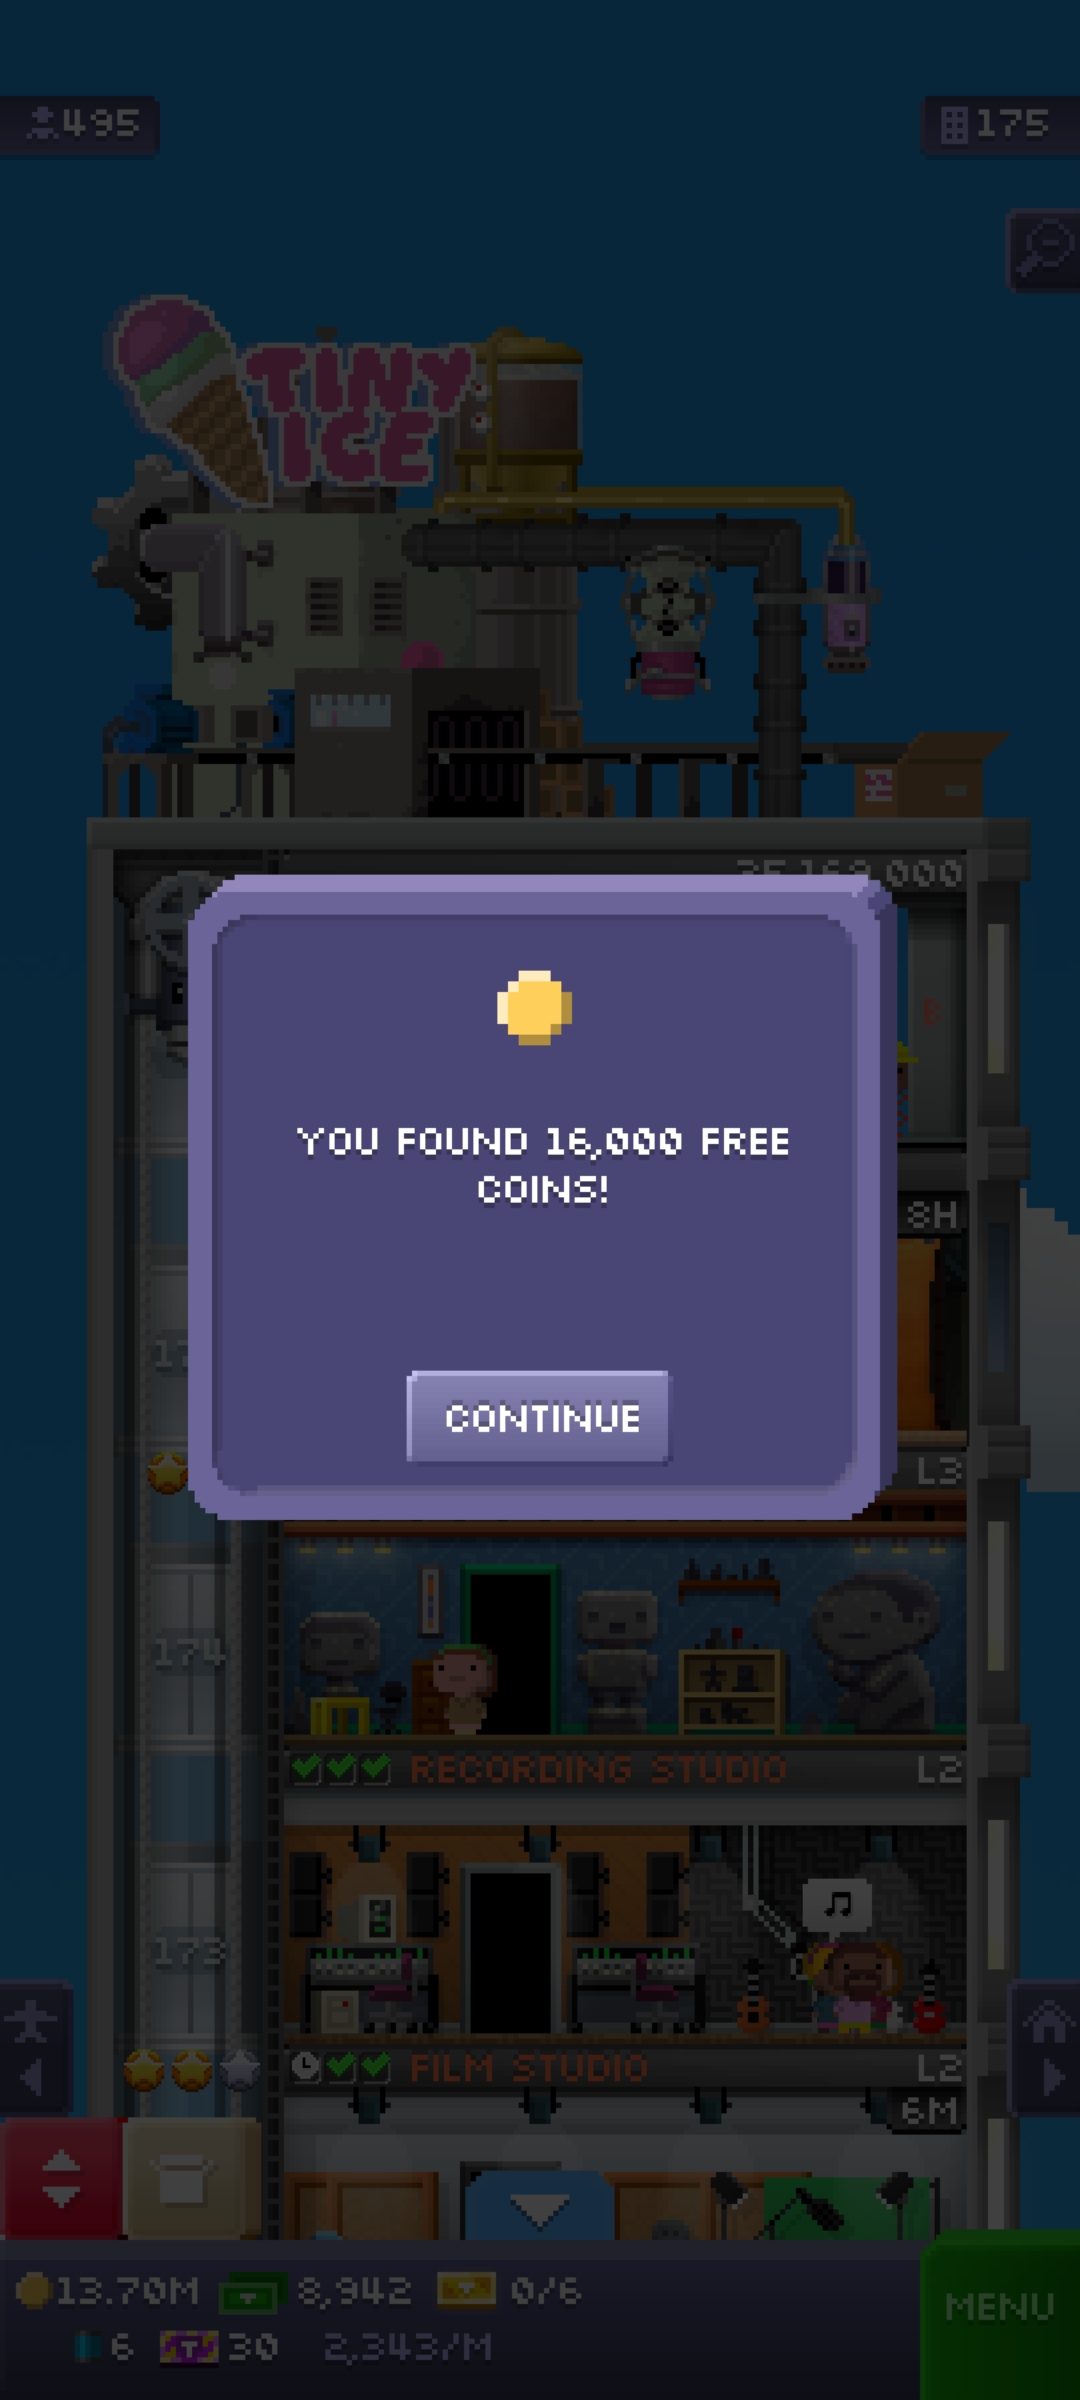 495
175
TINY
ICE
000
YOU FOUND 16,000 FREE
COINS!
8H
CONTINUE
L3
174
RECORDING STUDIO L2
173
FILM STUDIO L2
6M
13.70M 8,942 0/6
MENU
6 T 30 2,343/M